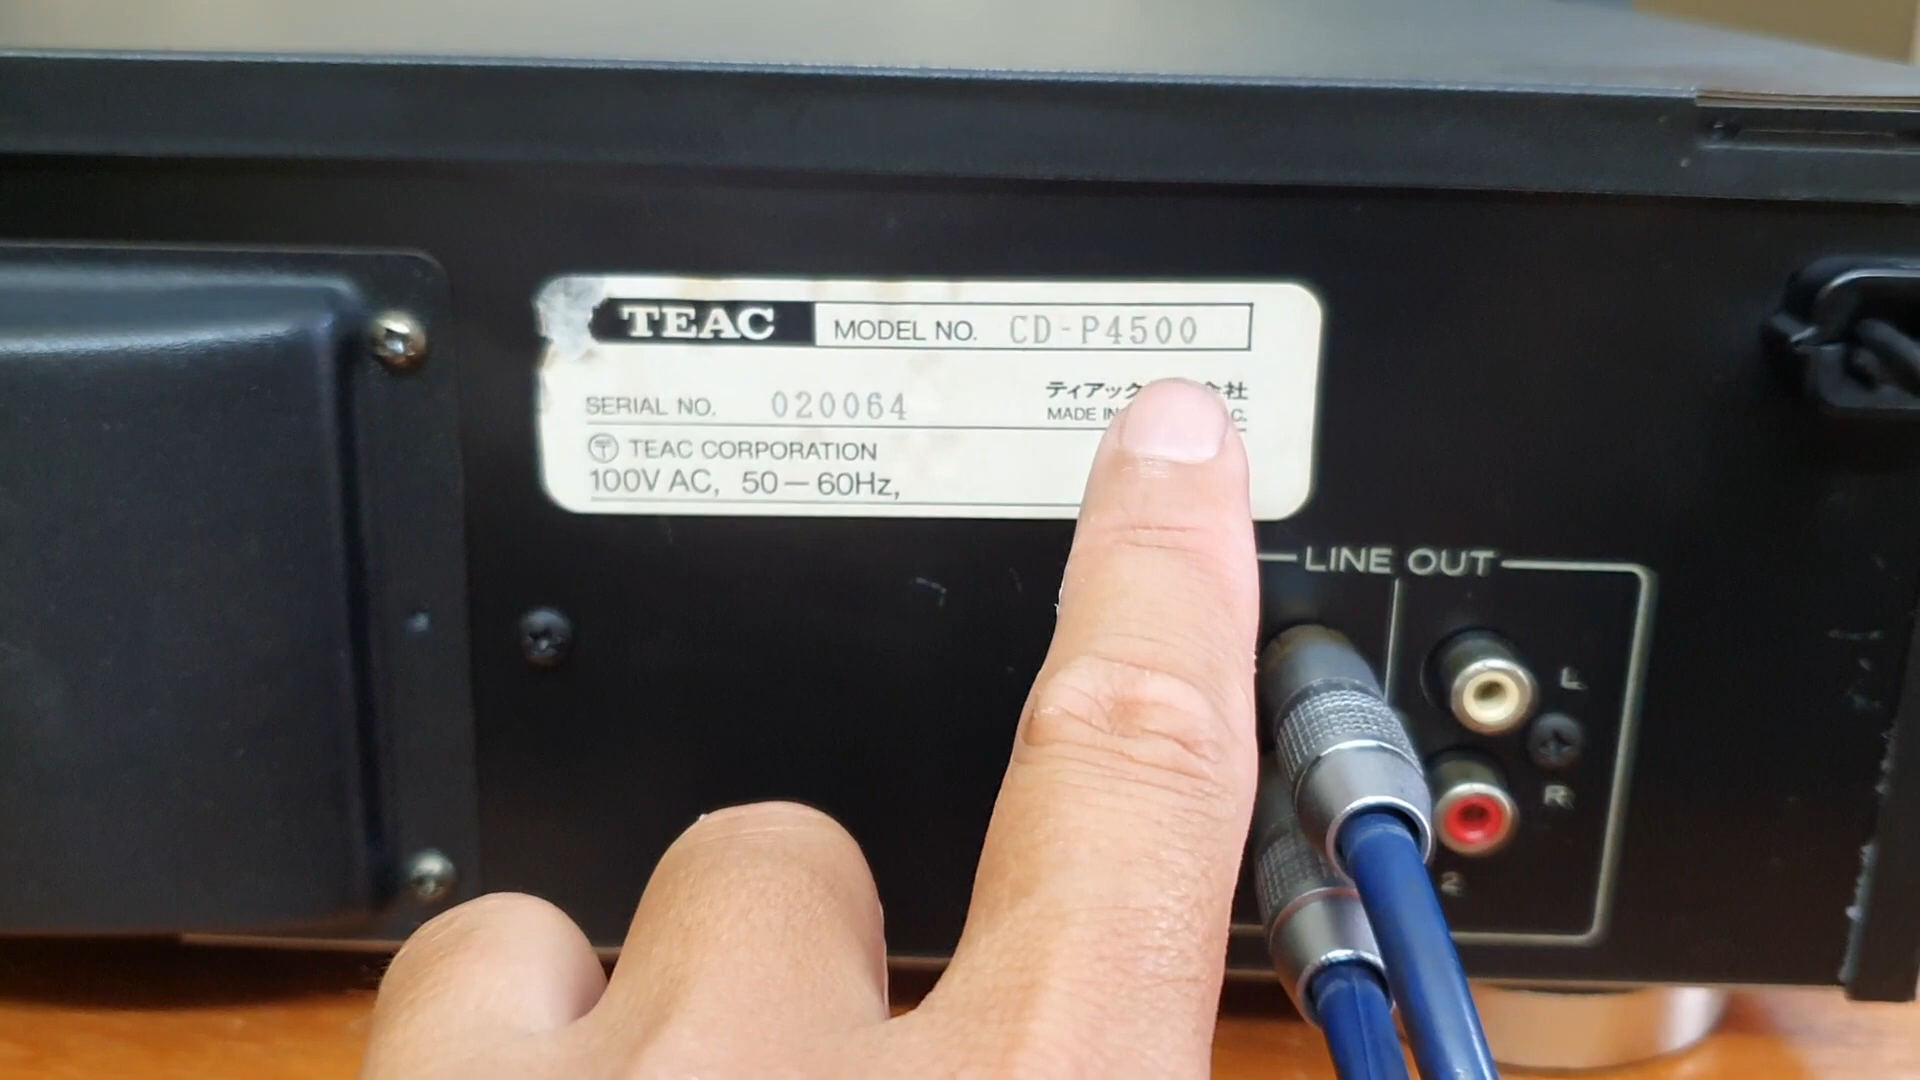 TEAC MODEL NO. CD-P4500
ティアック 会社
SERIAL NO. 020064
MADE IN C.
〒 TEAC CORPORATION
100V AC, 50—60Hz,
LINE OUT
L
R
2